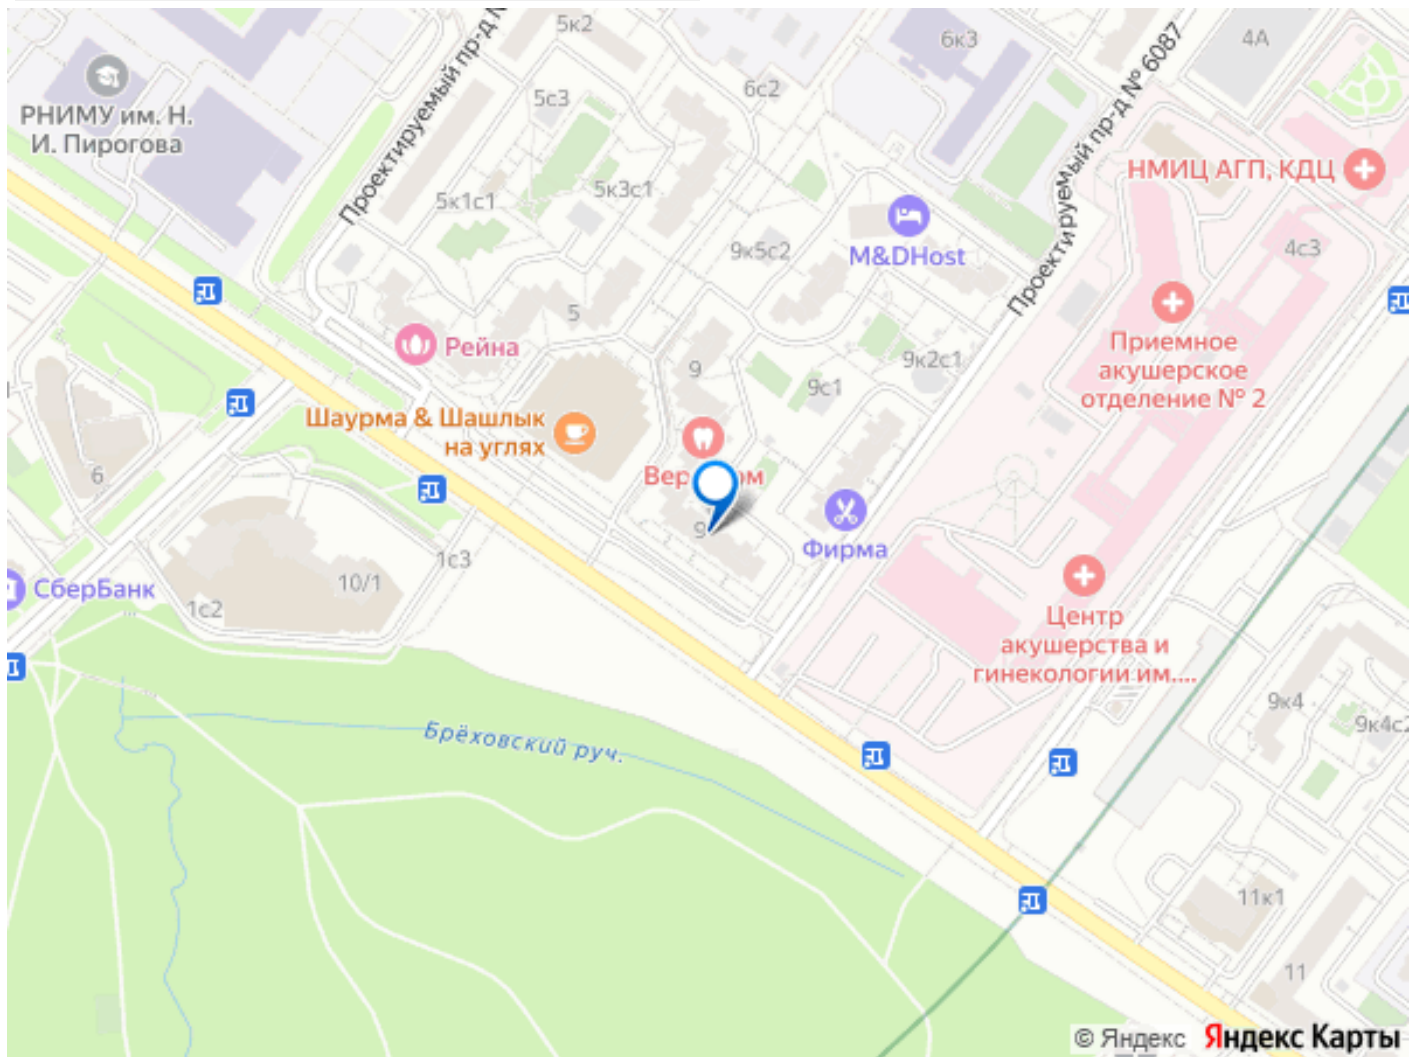 5к2
6к3
4А
Проектируемый пр-д №
Проектируемый пр-д № 6087
РНИМУ им. Н.
И. Пирогова
5с3
6с2
НМИЦ АГП, КДЦ
5к3с1
5к1с1
9к5с2
M&DHost
4с3
5
Рейна
9
9с1
9к2с1
Приемное
акушерское
отделение № 2
Шаурма & Шашлык
на углях
6
9
Фирма
1с3
10/1
1с2
СберБанк
Центр
акушерства и
гинекологии им....
9к4
9к4с2
Брёховский руч.
11к1
11
© Яндекс Яндекс Карты